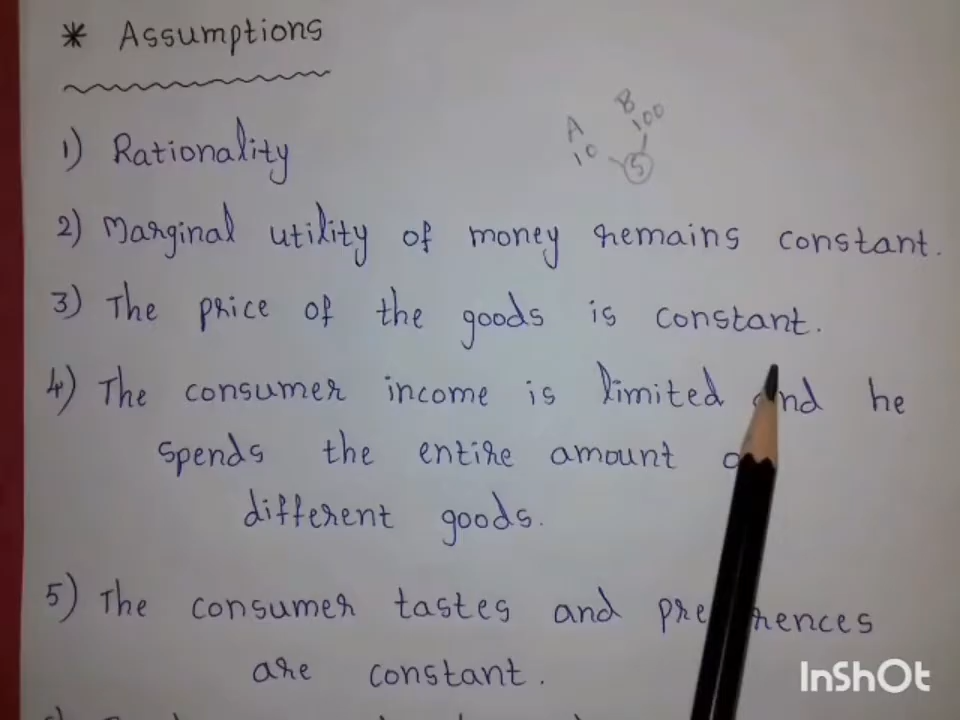 * Assumptions
A B
10 100
5
1) Rationality
2) Marginal utility of money remains constant.
3) The price of the goods is constant.
4) The consumer income is limited and he
spends the entire amount
different goods.
5) The consumer tastes and preferences
are constant.
InShOt